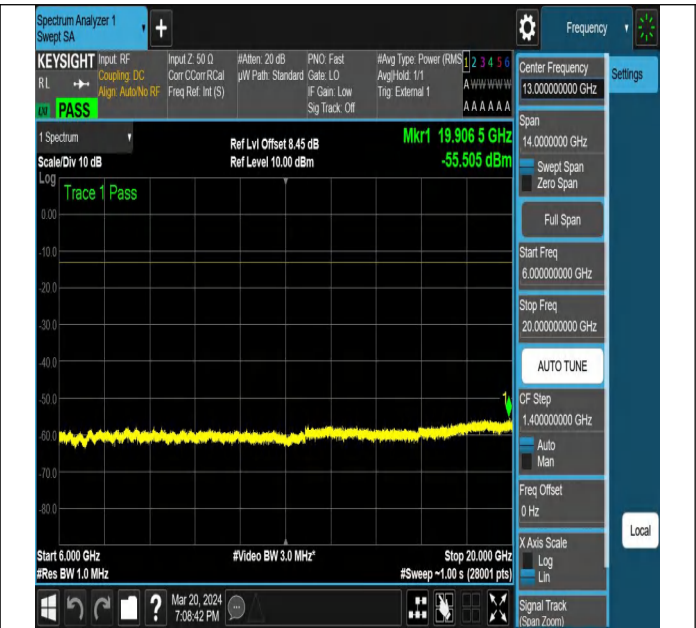 Spectrum Analyzer 1
Swept SA
+
Frequency
KEYSIGHT
RL
PASS
Input: RF
Coupling: DC
Align: Auto/No RF
Input Z: 50 Ω
Corr CCorr RCal
Freq Ref: Int (S)
#Atten: 20 dB
µW Path: Standard
PNO: Fast
Gate: LO
IF Gain: Low
Sig Track: Off
#Avg Type: Power (RMS
Avg|Hold: 1/1
Trig: External 1
1 2 3 4 5 6
A W W W W W
A A A A A A
1 Spectrum
Scale/Div 10 dB
Ref Lvl Offset 8.45 dB
Ref Level 10.00 dBm
Mkr1 19.906 5 GHz
-55.505 dBm
Log
Trace 1 Pass
0.00
-10.0
-20.0
-30.0
-40.0
-50.0
-60.0
-70.0
-80.0
1
Start 6.000 GHz
#Res BW 1.0 MHz
#Video BW 3.0 MHz*
Stop 20.000 GHz
#Sweep ~1.00 s (28001 pts)
?
Mar 20, 2024
7:08:42 PM
Center Frequency
13.000000000 GHz
Settings
Span
14.0000000 GHz
Swept Span
Zero Span
Full Span
Start Freq
6.000000000 GHz
Stop Freq
20.000000000 GHz
AUTO TUNE
CF Step
1.400000000 GHz
Auto
Man
Freq Offset
0 Hz
X Axis Scale
Log
Lin
Local
Signal Track
(Span Zoom)